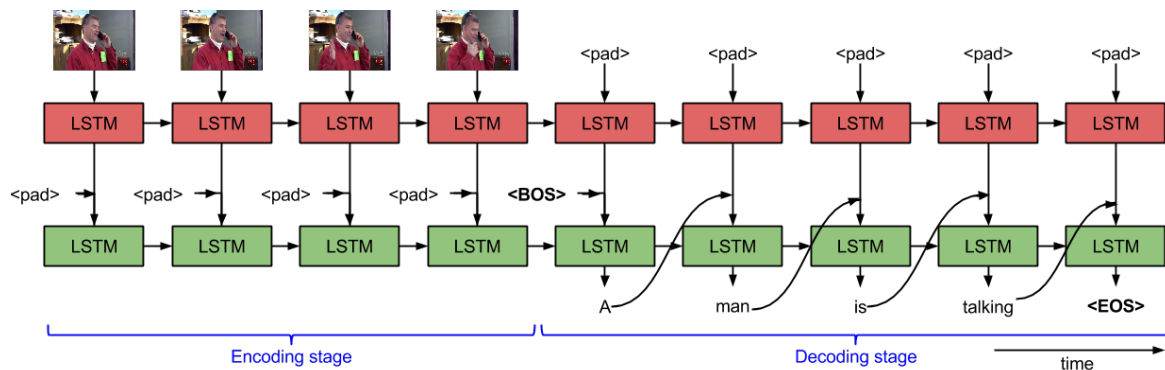 <pad> <pad> <pad> <pad> <pad>
LSTM LSTM LSTM LSTM LSTM LSTM LSTM LSTM LSTM
<pad> <pad> <pad> <pad> <BOS>
LSTM LSTM LSTM LSTM LSTM LSTM LSTM LSTM LSTM
A man is talking <EOS>
Encoding stage Decoding stage
time